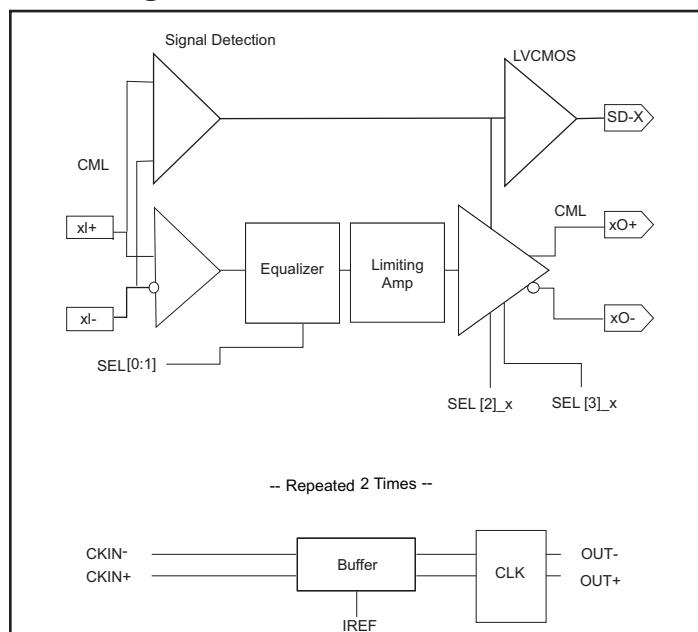 Signal Detection
LVCMOS
SD-X
CML
CML
xI+
xO+
Equalizer
Limiting
Amp
xI-
xO-
SEL[0:1]
SEL [2]_x
SEL [3]_x
-- Repeated 2 Times --
CKIN-
OUT-
Buffer
CLK
CKIN+
OUT+
IREF